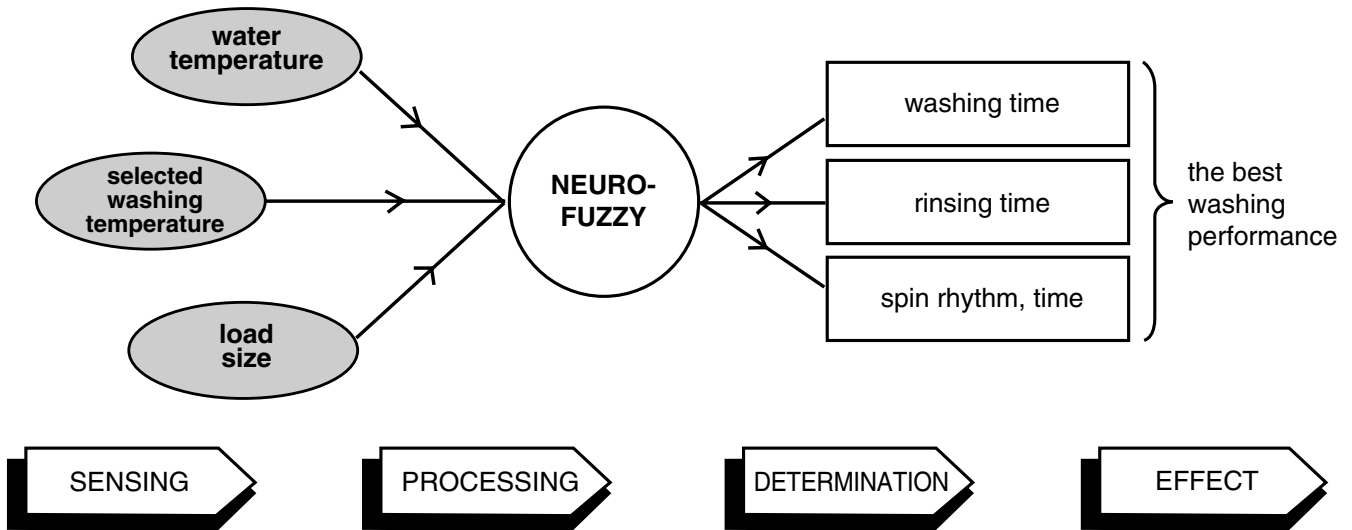 water
temperature
selected
washing
temperature
load
size
NEURO-
FUZZY
washing time
rinsing time
spin rhythm, time
the best
washing
performance
SENSING
PROCESSING
DETERMINATION
EFFECT